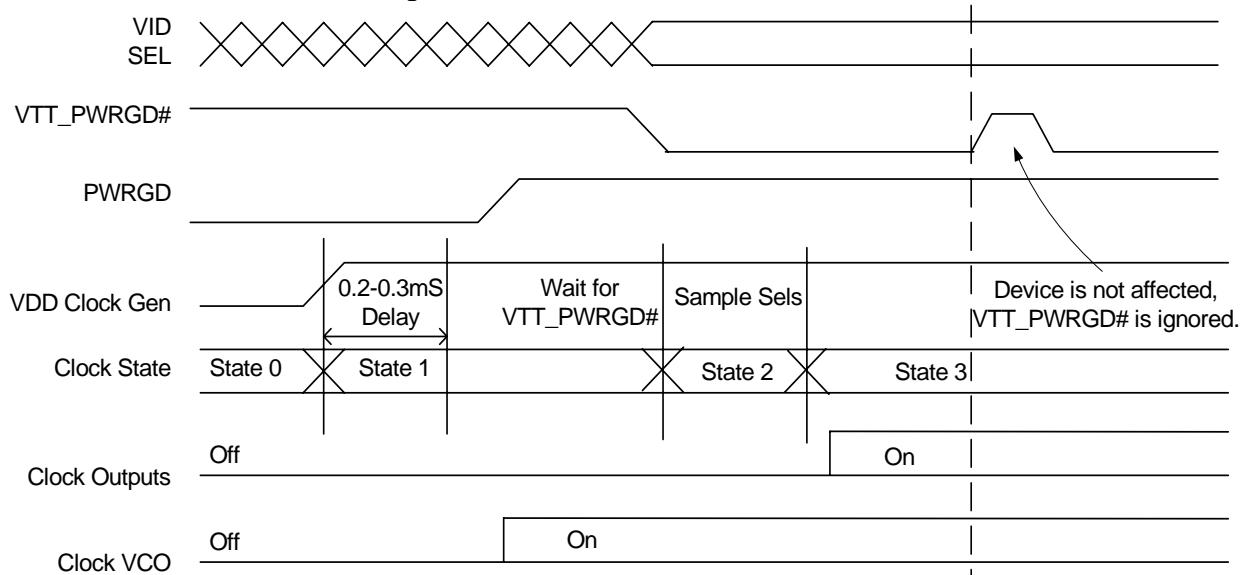 VID
SEL
VTT_PWRGD#
PWRGD
VDD Clock Gen
0.2-0.3mS
Delay
Wait for
VTT_PWRGD#
Sample Sels
Device is not affected,
VTT_PWRGD# is ignored.
Clock State
State 0
State 1
State 2
State 3
Clock Outputs
Off
On
Clock VCO
Off
On